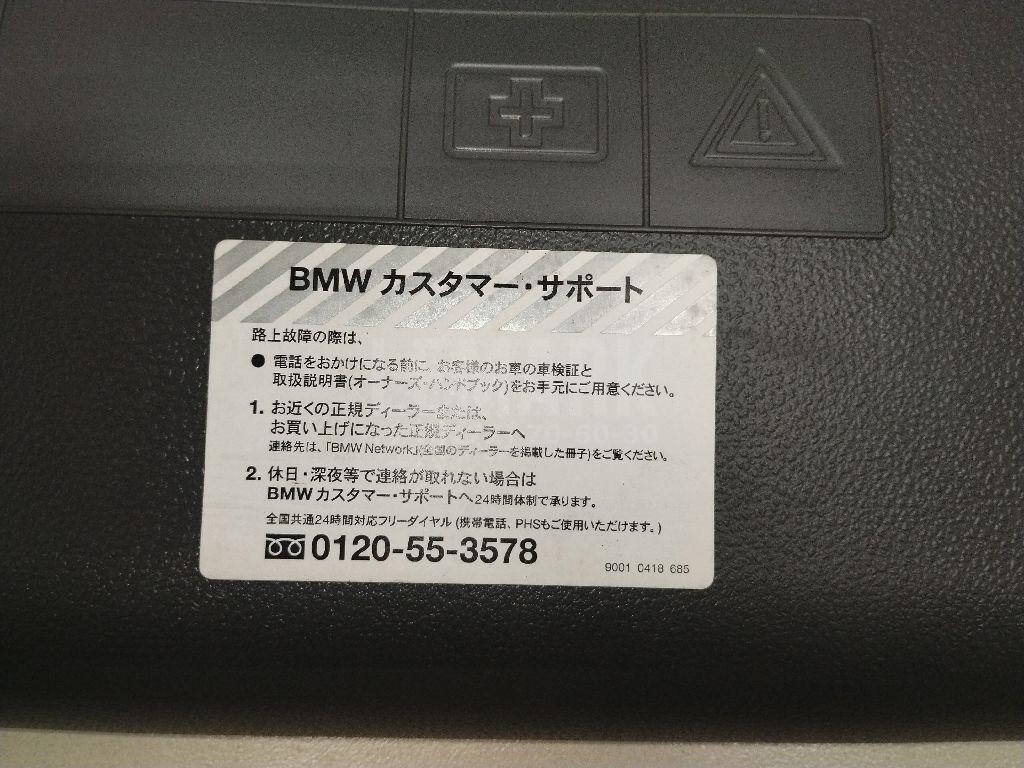 BMW カスタマー・サポート
路上故障の際は、
● 電話をおかけになる前に、お客様のお車の車検証と
取扱説明書(オーナーズ・ハンドブック)をお手元にご用意ください。
1. お近くの正規ディーラーまたは、
お買い上げになった正規ディーラーへ
連絡先は、「BMW Network」(全国のディーラーを掲載した冊子)をご覧ください。
2. 休日・深夜等で連絡が取れない場合は
BMW カスタマー・サポートへ 24時間体制で承ります。
全国共通24時間対応フリーダイヤル (携帯電話、PHSもご使用いただけます。)
0120-55-3578
9001 0418 685